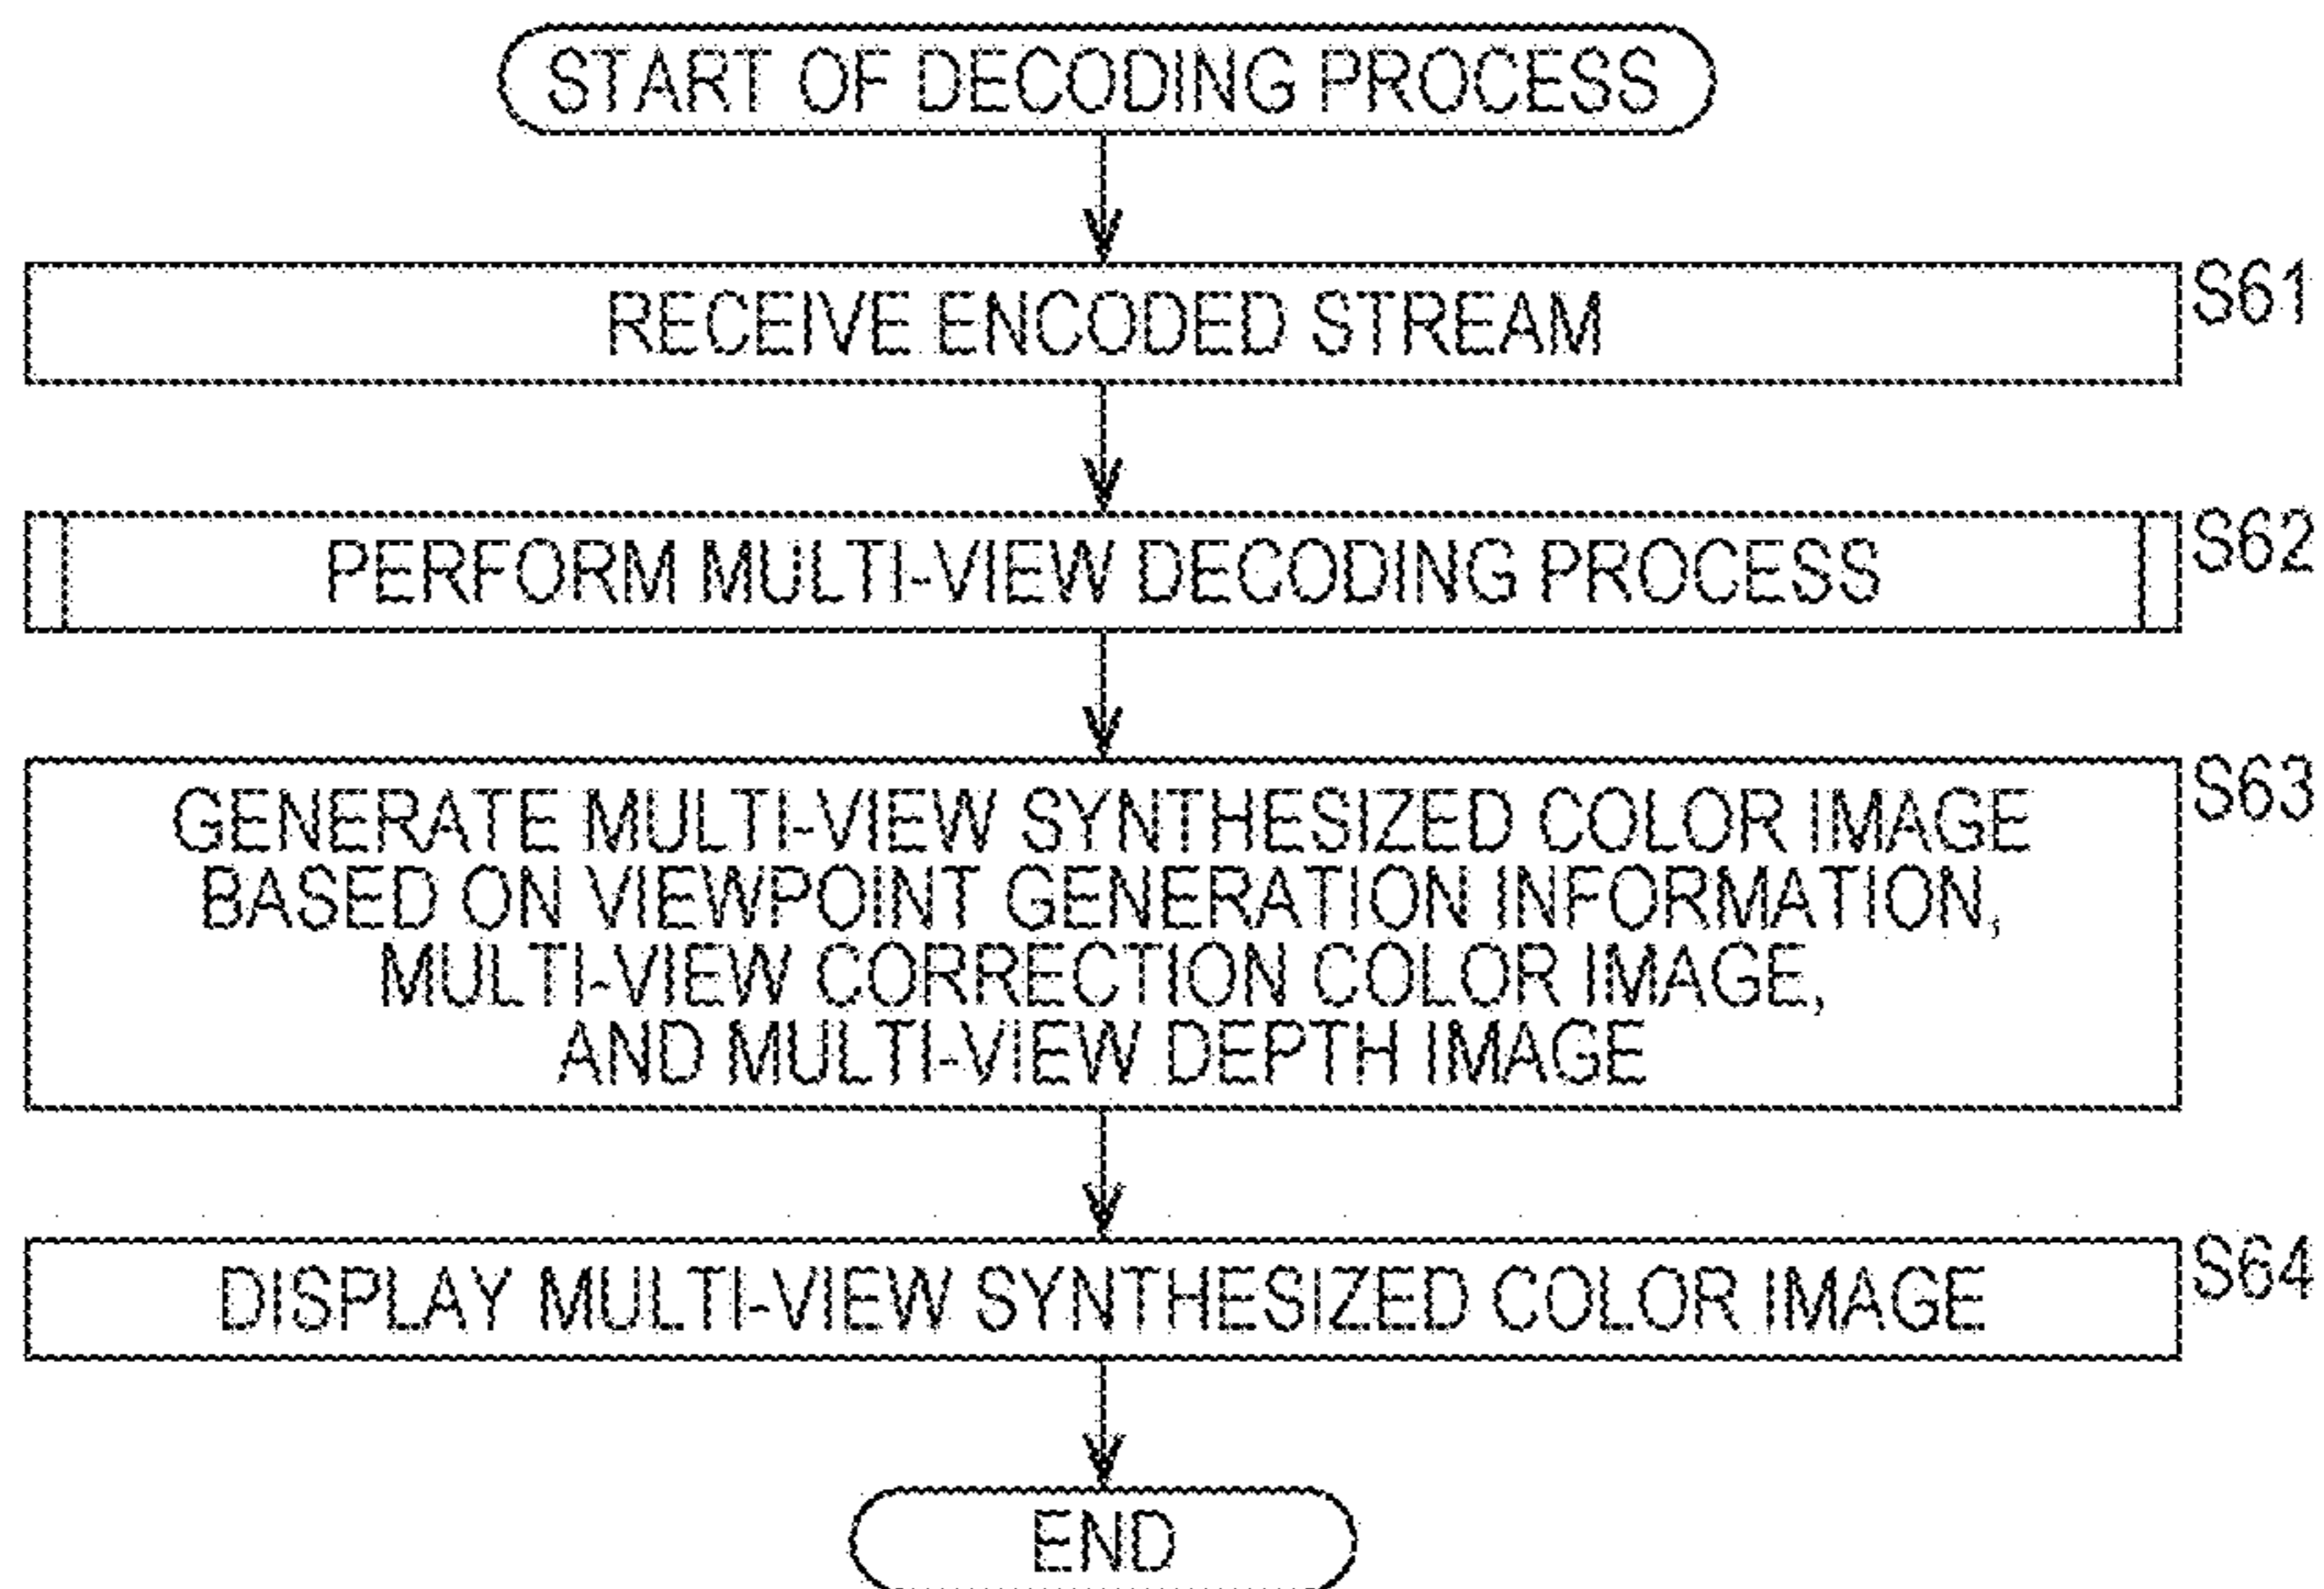 START OF DECODING PROCESS
RECEIVE ENCODED STREAM
S61
PERFORM MULTI-VIEW DECODING PROCESS
S62
GENERATE MULTI-VIEW SYNTHESIZED COLOR IMAGE
S63
BASED ON VIEWPOINT GENERATION INFORMATION,
MULTI-VIEW CORRECTION COLOR IMAGE,
AND MULTI-VIEW DEPTH IMAGE
DISPLAY MULTI-VIEW SYNTHESIZED COLOR IMAGE
S64
END